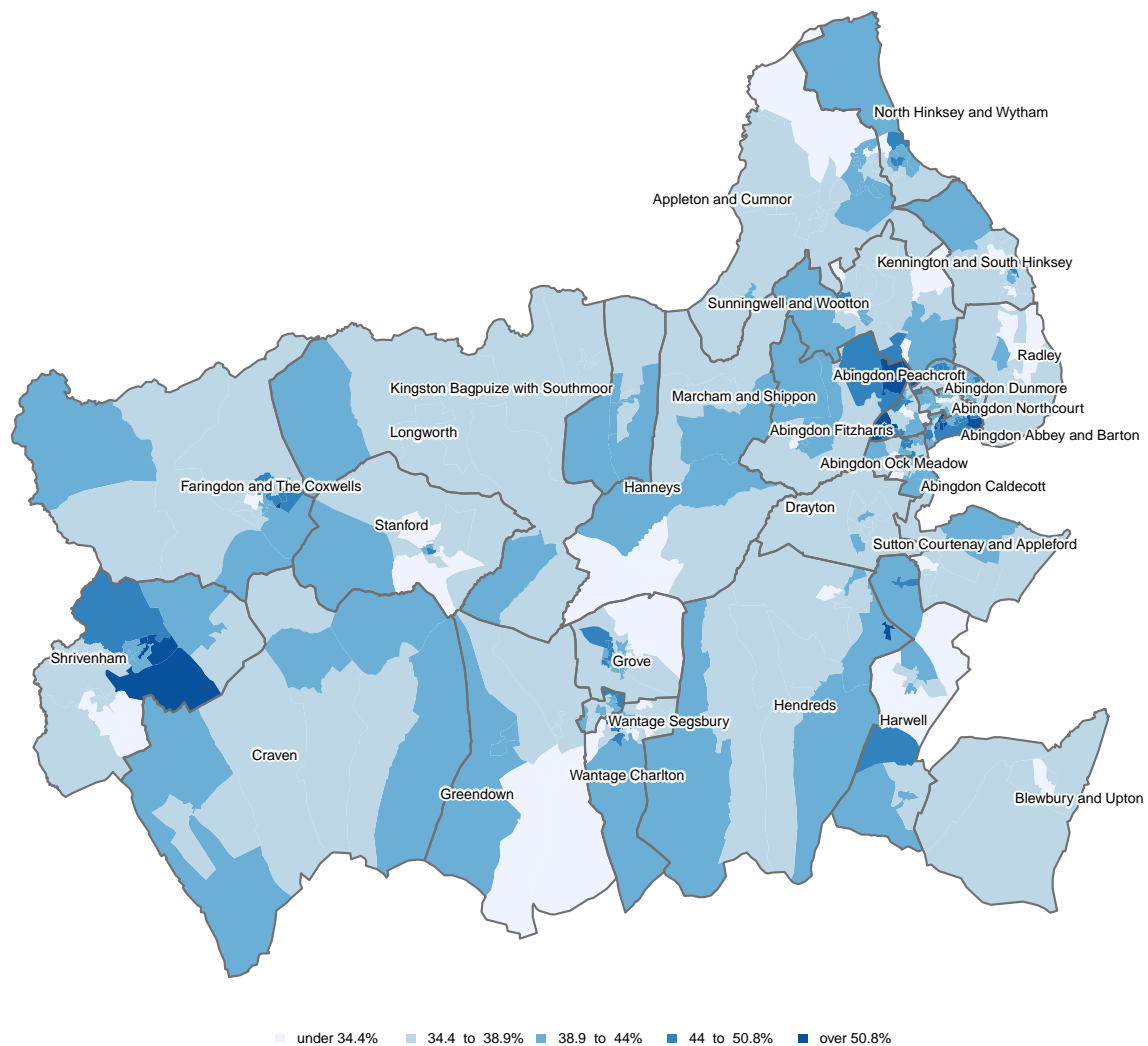 North Hinksey and Wytham
Appleton and Cumnor
Kennington and South Hinksey
Sunningwell and Wootton
Radley
Abingdon Peachcroft
Abingdon Dunmore
Kingston Bagpuize with Southmoor
Marcham and Shippon
Abingdon Northcourt
Longworth
Abingdon Fitzharris
Abingdon Abbey and Barton
Abingdon Ock Meadow
Faringdon and The Coxwells
Hanneys
Abingdon Caldecott
Drayton
Stanford
Sutton Courtenay and Appleford
Shrivenham
Grove
Hendreds
Wantage Segsbury
Harwell
Craven
Wantage Charlton
Greendown
Blewbury and Upton
under 34.4% 34.4 to 38.9% 38.9 to 44% 44 to 50.8% over 50.8%